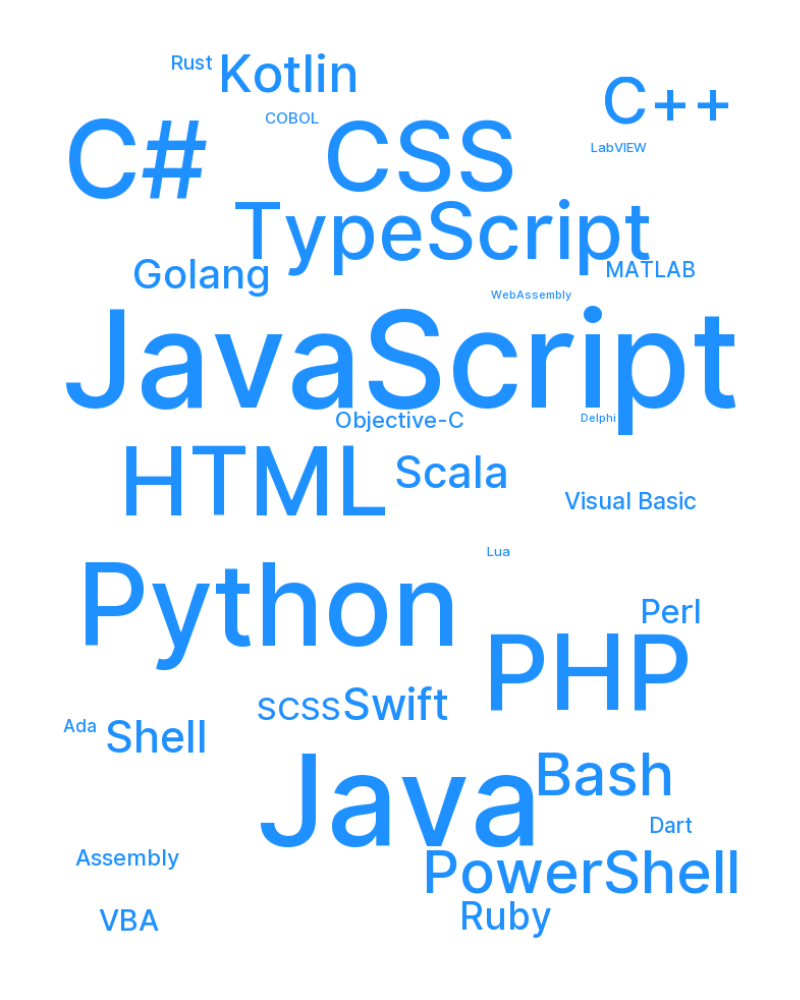 Rust
Kotlin
C++
COBOL
C#
CSS
LabVIEW
TypeScript
Golang
MATLAB
WebAssembly
JavaScript
Objective-C
Delphi
HTML
Scala
Visual Basic
Lua
Python
Perl
PHP
SCSS
Swift
Ada
Shell
Java
Bash
Dart
Assembly
PowerShell
VBA
Ruby